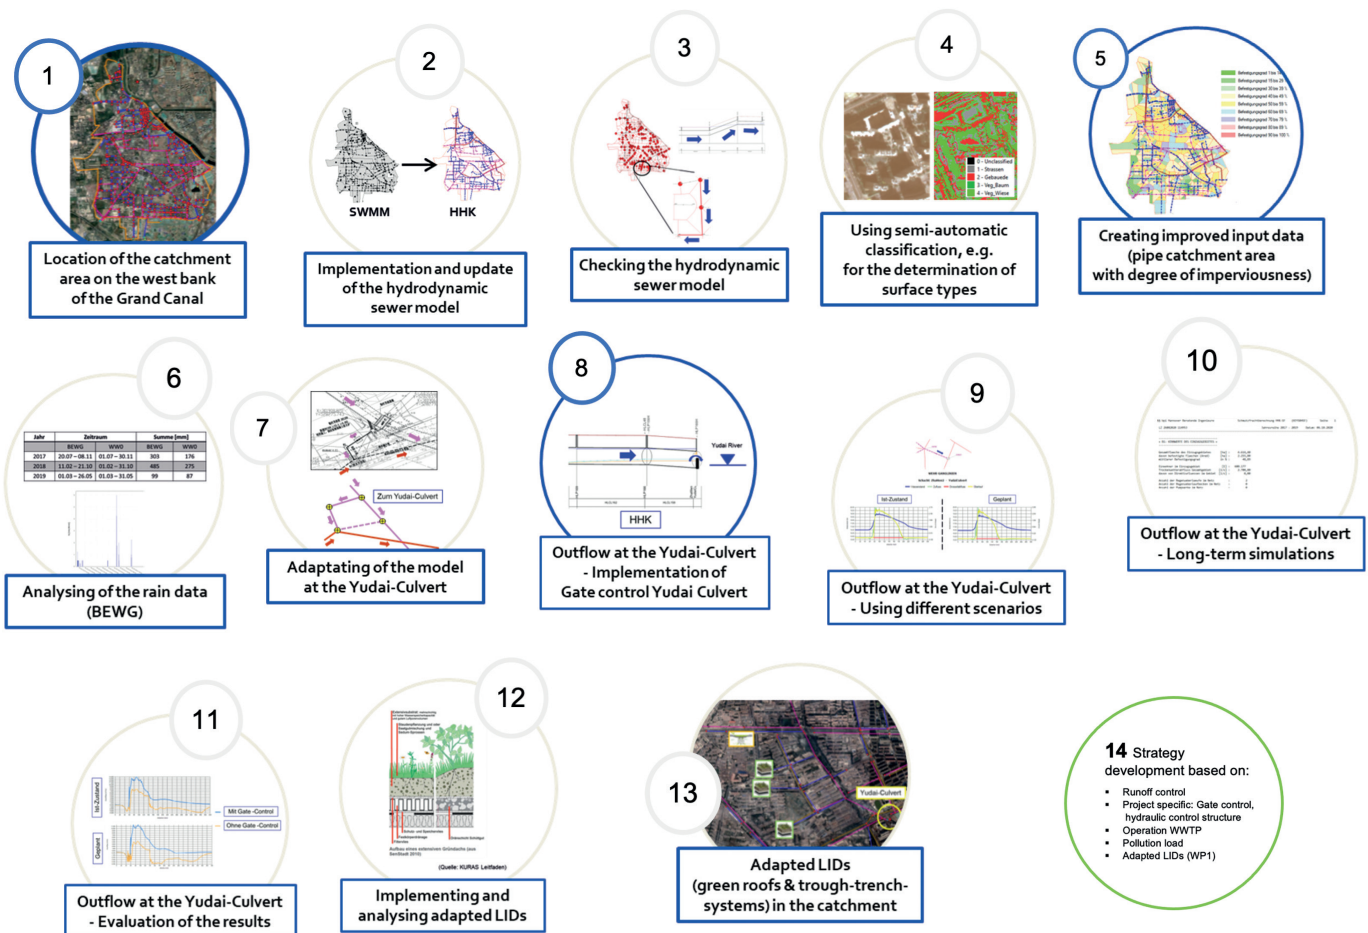 1
Location of the catchment
area on the west bank
of the Grand Canal
2
SWMM
HHK
Implementation and update
of the hydrodynamic
sewer model
3
Checking the hydrodynamic
sewer model
4
0 - Unclassified
1 - Strassen
2 - Gebaeude
3 - Veg_Baum
4 - Veg_Wiese
Using semi-automatic
classification, e.g.
for the determination of
surface types
5
Creating improved input data
(pipe catchment area
with degree of imperviousness)
6
Jahr Zeitraum Summe [mm]
BEWG WWO BEWG WWO
2017 20.07 – 08.11 01.07 – 30.11 303 176
2018 11.02 – 21.10 01.02 – 31.10 485 275
2019 01.03 – 26.05 01.03 – 31.05 99 87
Analysing of the rain data
(BEWG)
7
Zum Yudai-Culvert
Adaptating of the model
at the Yudai-Culvert
8
Yudai River
HHK
Outflow at the Yudai-Culvert
- Implementation of
Gate control Yudai Culvert
9
Ist-Zustand
Geplant
Outflow at the Yudai-Culvert
- Using different scenarios
10
Outflow at the Yudai-Culvert
- Long-term simulations
11
Ist-Zustand
Geplant
Mit Gate -Control
Ohne Gate -Control
Outflow at the Yudai-Culvert
- Evaluation of the results
12
Aufbau eines extensiven Gründachs (aus
SenStadt 2010)
(Quelle: KURAS Leitfaden)
Implementing and
analysing adapted LIDs
13
Yudai-Culvert
Adapted LIDs
(green roofs & trough-trench-
systems) in the catchment
14 Strategy
development based on:
▪ Runoff control
▪ Project specific: Gate control,
hydraulic control structure
▪ Operation WWTP
▪ Pollution load
▪ Adapted LIDs (WP1)